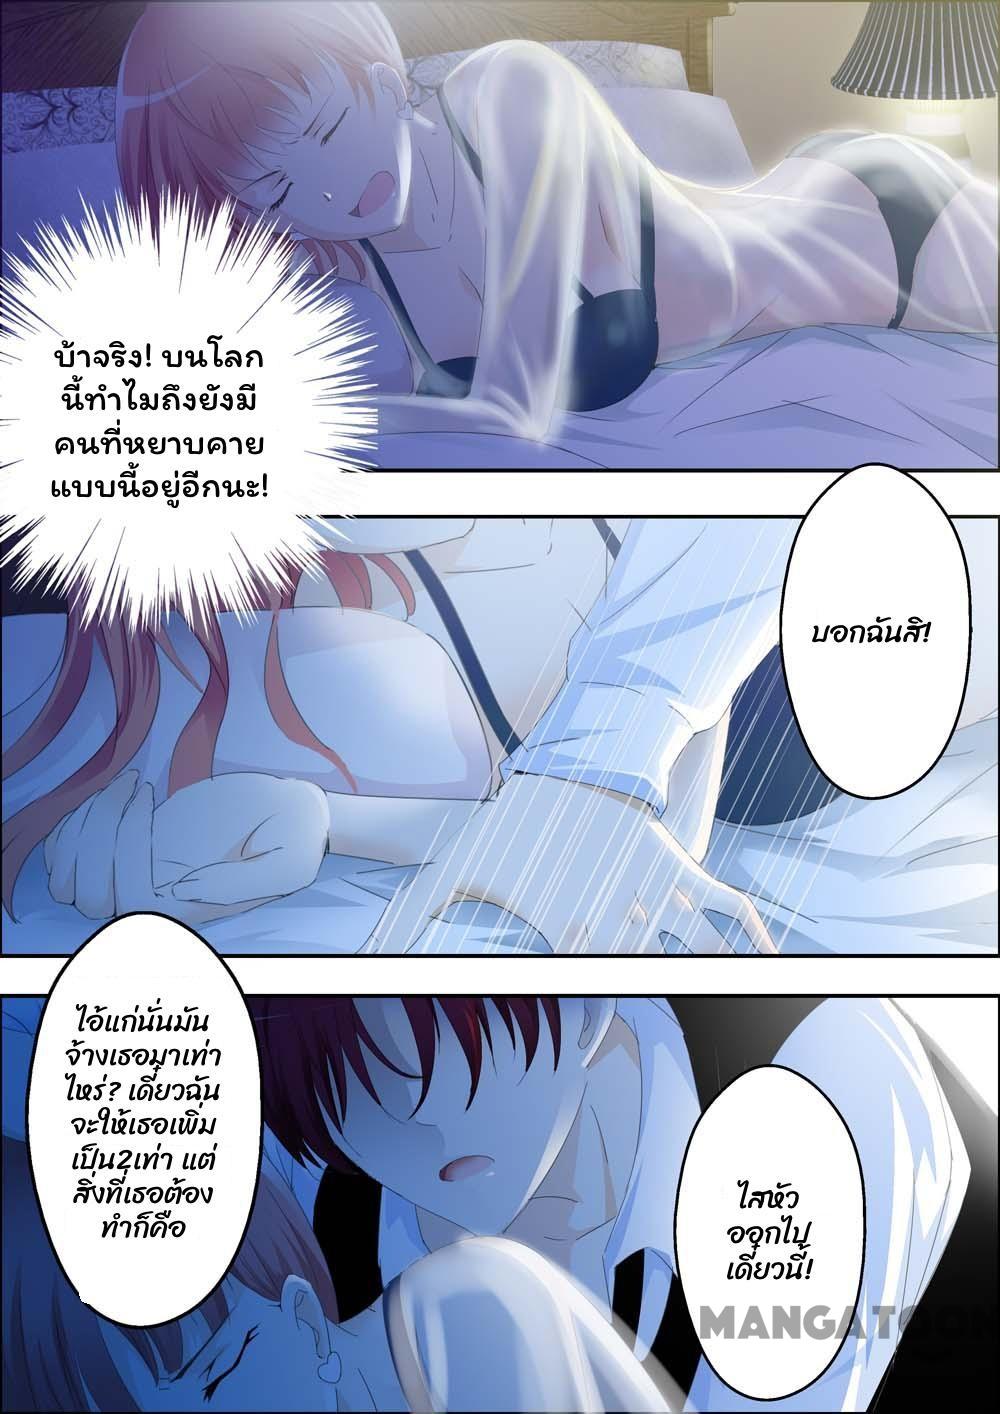 บ้าจริง! บนโลก
นี้ทำไมถึงยังมี
คนที่หยาบคาย
แบบนี้อยู่อีกนะ!
บอกฉันสิ!
ไอ้แก่นั่นมัน
จ้างเธอมาเท่า
ไหร่? เดี๋ยวฉัน
จะให้เธอเพิ่ม
เป็น2เท่า แต่
สิ่งที่เธอต้อง
ทำก็คือ
ไสหัว
ออกไป
เดี๋ยวนี้!
MANGATOON